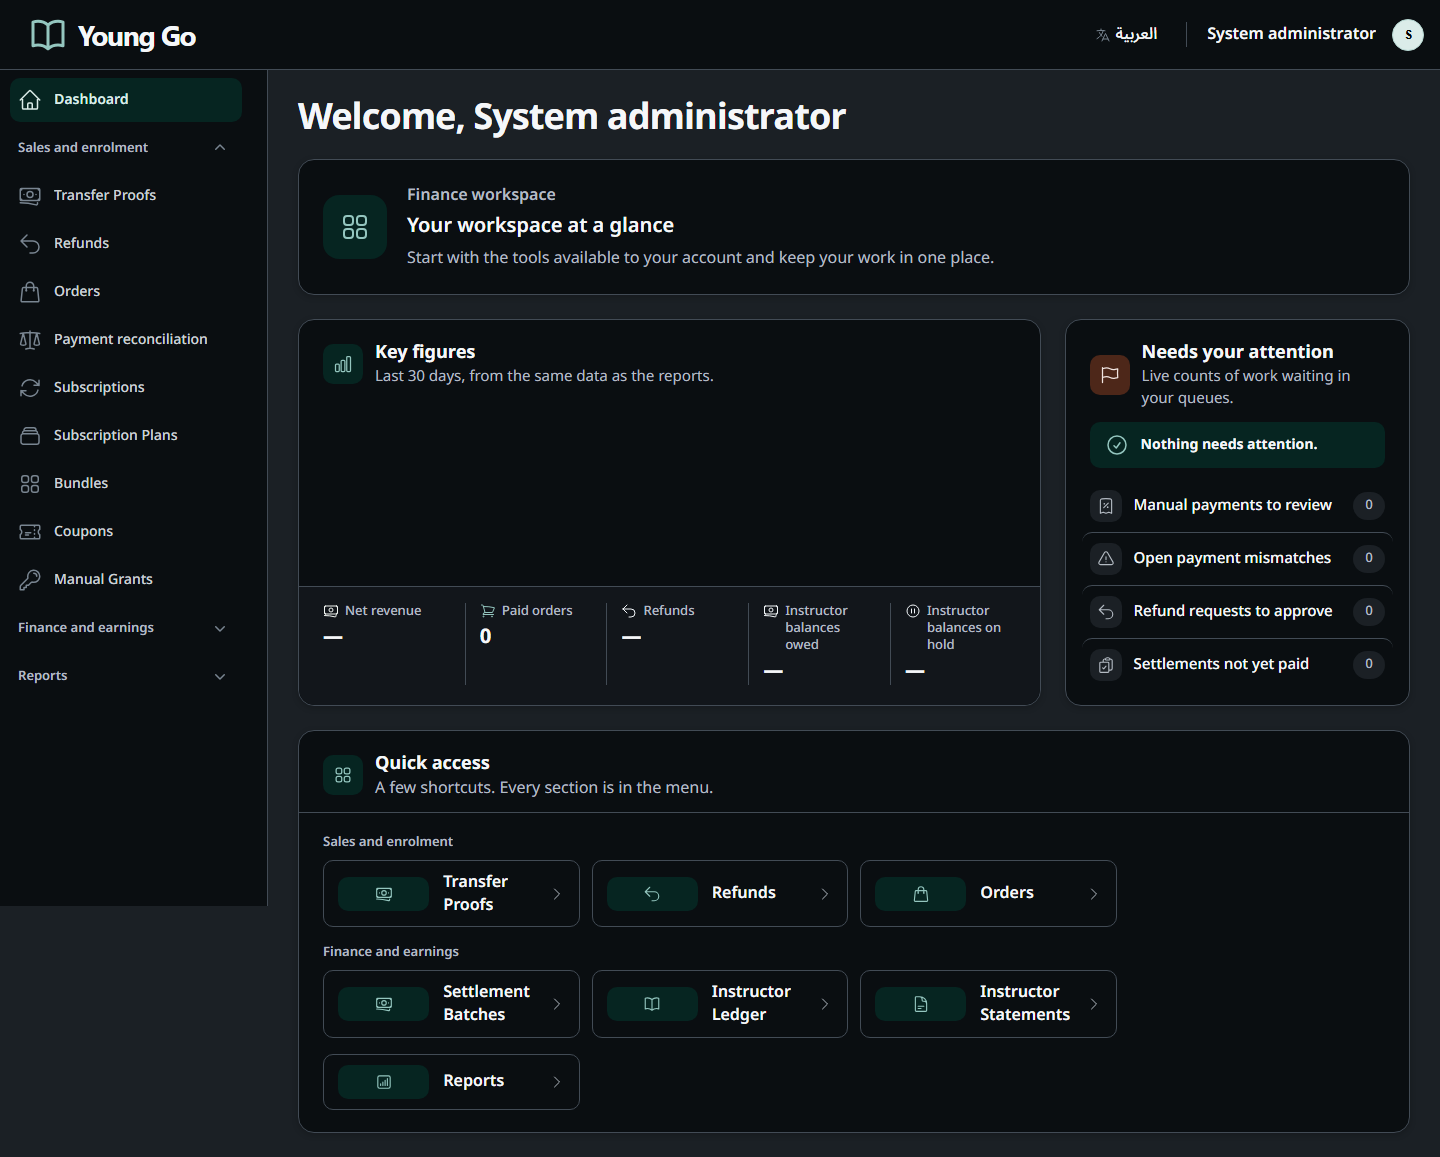 Young Go
العربية
System administrator
S
Dashboard
Sales and enrolment
Transfer Proofs
Refunds
Orders
Payment reconciliation
Subscriptions
Subscription Plans
Bundles
Coupons
Manual Grants
Finance and earnings
Reports
Welcome, System administrator
Finance workspace
Your workspace at a glance
Start with the tools available to your account and keep your work in one place.
Key figures
Last 30 days, from the same data as the reports.
Net revenue
—
Paid orders
0
Refunds
—
Instructor
balances
owed
—
Instructor
balances on
hold
—
Needs your attention
Live counts of work waiting in
your queues.
Nothing needs attention.
Manual payments to review 0
Open payment mismatches 0
Refund requests to approve 0
Settlements not yet paid 0
Quick access
A few shortcuts. Every section is in the menu.
Sales and enrolment
Transfer
Proofs
Refunds
Orders
Finance and earnings
Settlement
Batches
Instructor
Ledger
Instructor
Statements
Reports